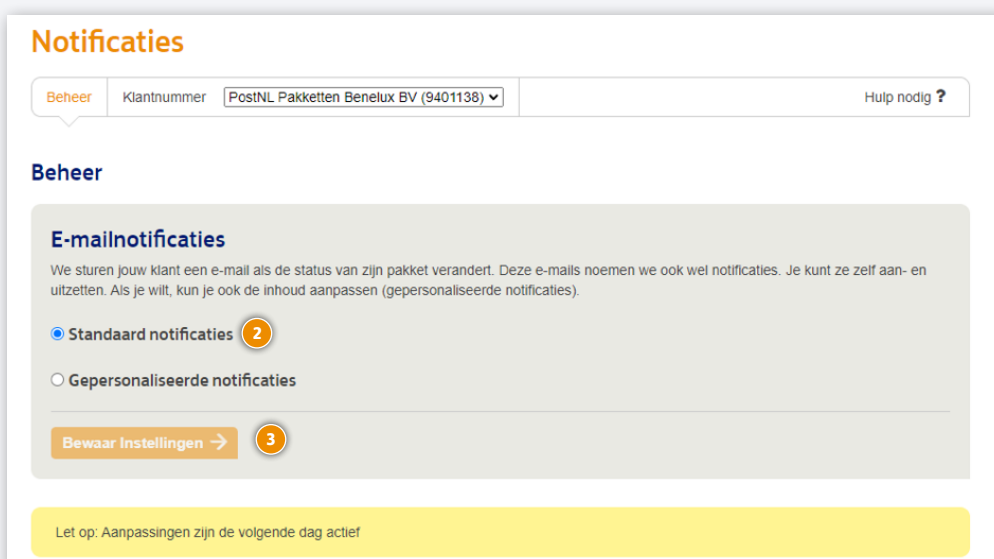 Notificaties
Beheer Klantnummer PostNL Pakketten Benelux BV (9401138) Hulp nodig ?
Beheer
E-mailnotificaties
We sturen jouw klant een e-mail als de status van zijn pakket verandert. Deze e-mails noemen we ook wel notificaties. Je kunt ze zelf aan- en
uitzetten. Als je wilt, kun je ook de inhoud aanpassen (gepersonaliseerde notificaties).
Standaard notificaties 2
Gepersonaliseerde notificaties
Bewaar Instellingen → 3
Let op: Aanpassingen zijn de volgende dag actief